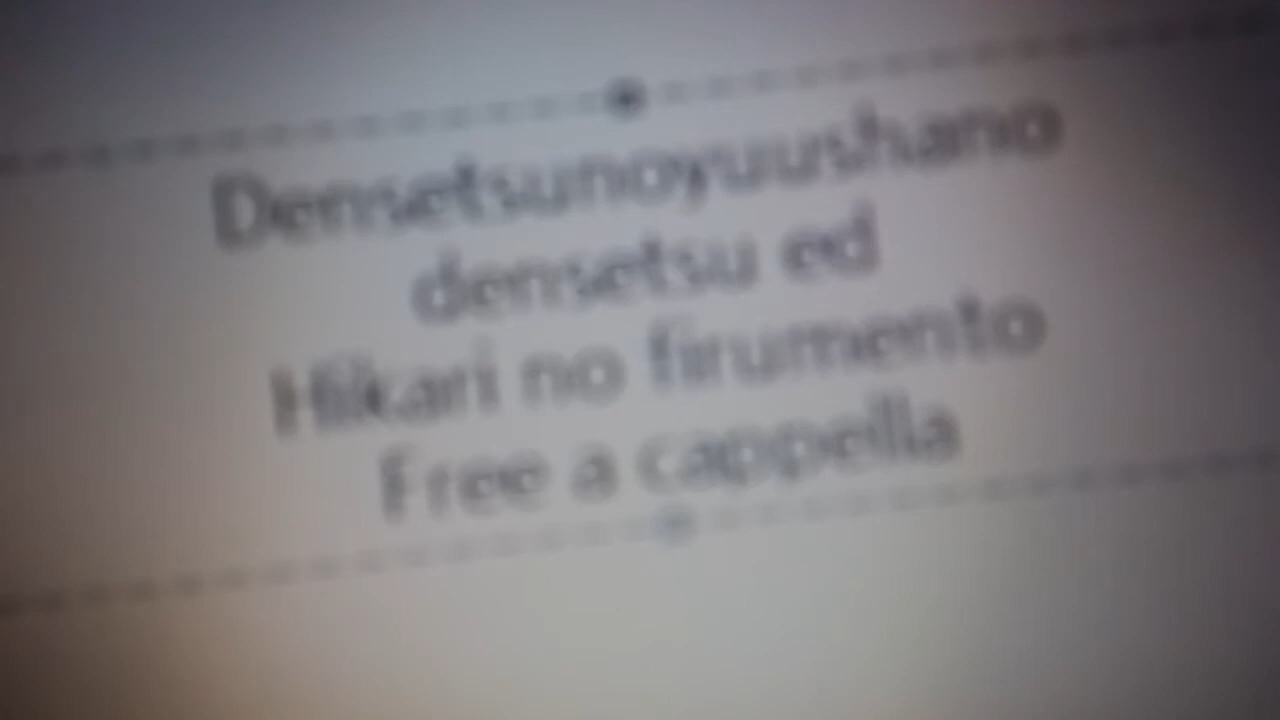 Densetsunoyuushano
densetsu ed
Hikari no firumento
Free a cappella